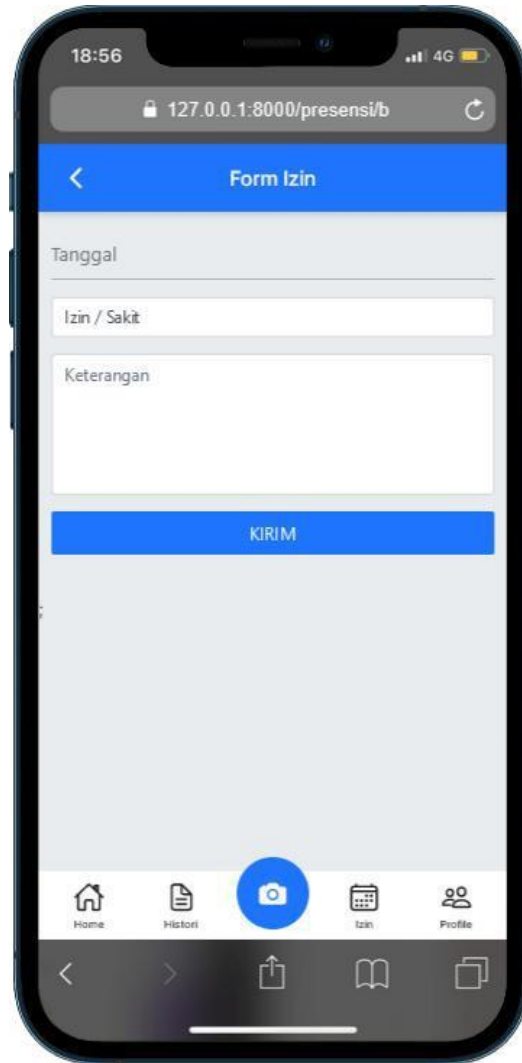 18:56
4G
127.0.0.1:8000/presensi/b
Form Izin
Tanggal
Izin / Sakit
Keterangan
KIRIM
Home
Histori
Izin
Profile